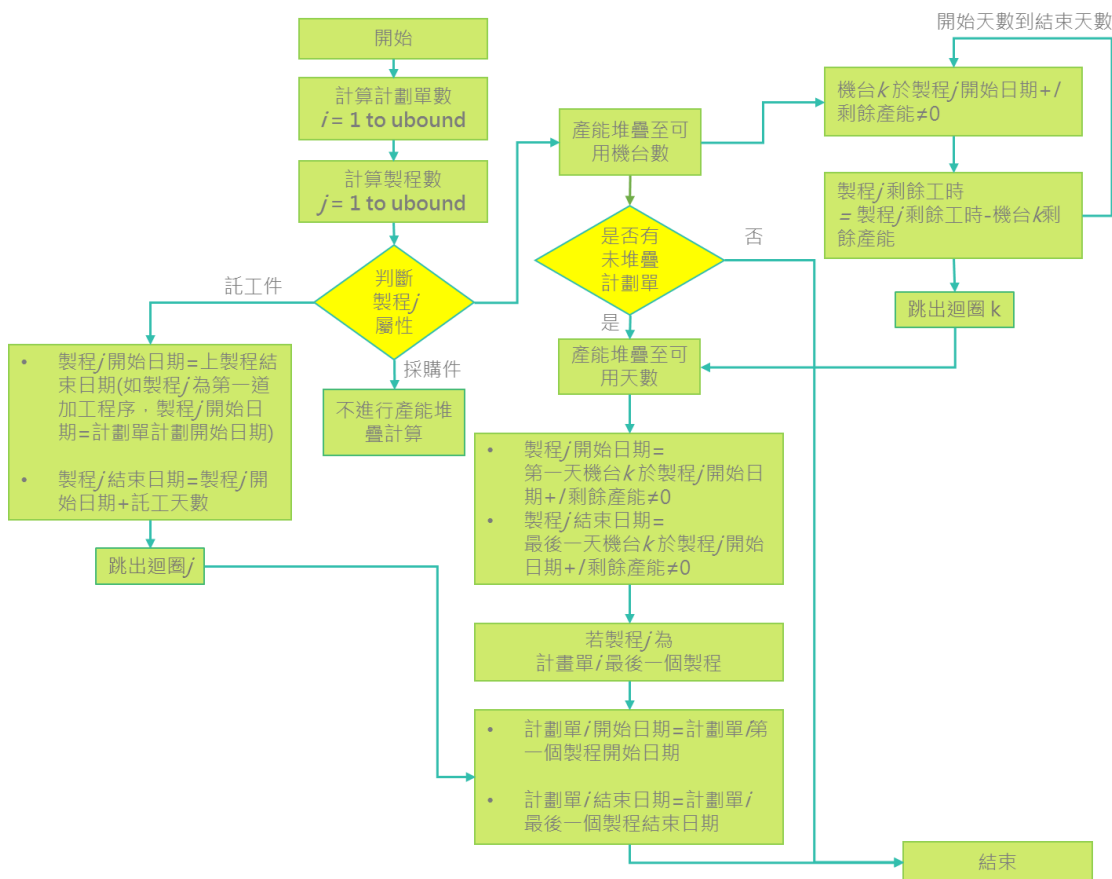 開始
計算計劃單數
i = 1 to ubound
計算製程數
j = 1 to ubound
判斷
製程j
屬性
託工件
採購件
• 製程j開始日期=上製程結
束日期(如製程j為第一道
加工程序，製程j開始日
期=計劃單計劃開始日期)
• 製程j結束日期=製程j開
始日期+託工天數
跳出迴圈j
不進行產能堆
疊計算
產能堆疊至可
用機台數
是否有
未堆疊
計劃單
否
是
產能堆疊至可
用天數
• 製程j開始日期=
第一天機台k於製程j開始日
期+l剩餘產能≠0
• 製程j結束日期=
最後一天機台k於製程j開始
日期+l剩餘產能≠0
若製程j為
計畫單i最後一個製程
• 計劃單i開始日期=計劃單i第
一個製程開始日期
• 計劃單i結束日期=計劃單i
最後一個製程結束日期
開始天數到結束天數
機台k於製程j開始日期+l
剩餘產能≠0
製程j剩餘工時
= 製程j剩餘工時-機台k剩
餘產能
跳出迴圈 k
結束